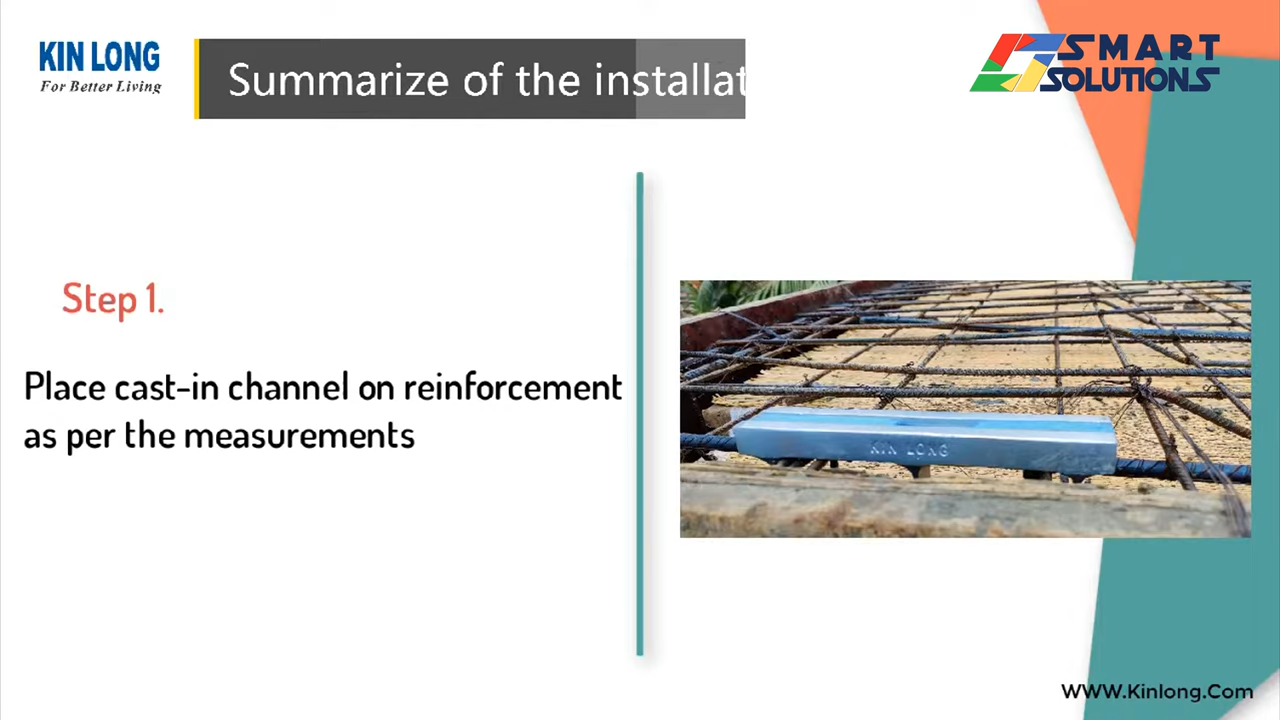 KIN LONG
For Better Living
Summarize of the installat
SMART
SOLUTIONS
Step 1.
Place cast-in channel on reinforcement
as per the measurements
KIN LONG
WWW.Kinlong.Com